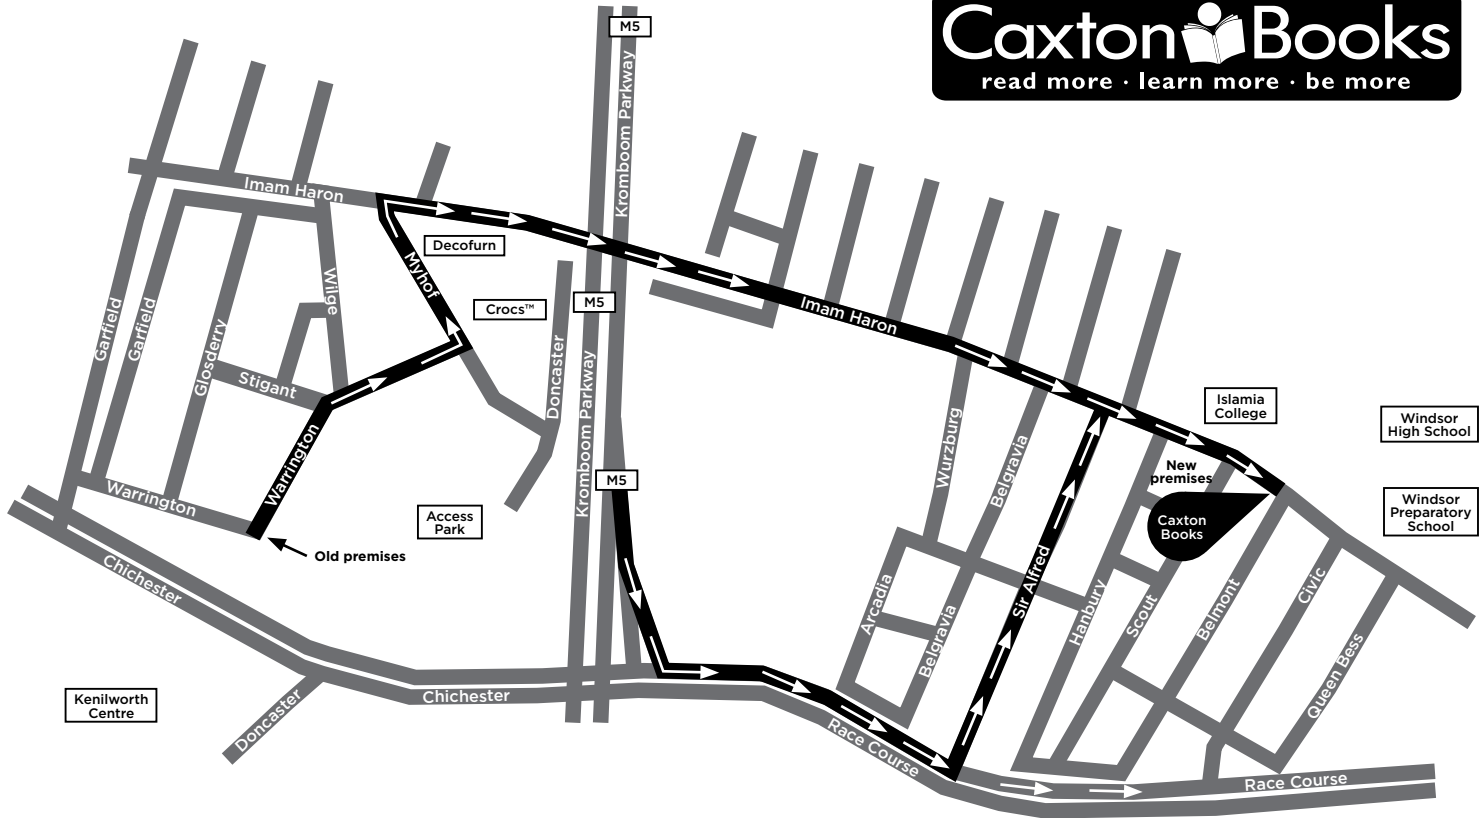 Caxton Books
read more · learn more · be more
M5
Kromboom Parkway
Imam Haron
Decofurn
Myhof
Wilge
Crocs™
M5
Garfield
Garfield
Glosderry
Doncaster
Imam Haron
Stigant
Kromboom Parkway
Islamia
College
Windsor
High School
Wurzburg
Belgravia
Warrington
New
premises
M5
Warrington
Access
Park
Caxton
Books
Windsor
Preparatory
School
Old premises
Chichester
Arcadia
Sir Alfred
Hanbury
Scout
Belmont
Civic
Belgravia
Queen Bess
Kenilworth
Centre
Chichester
Doncaster
Race Course
Race Course